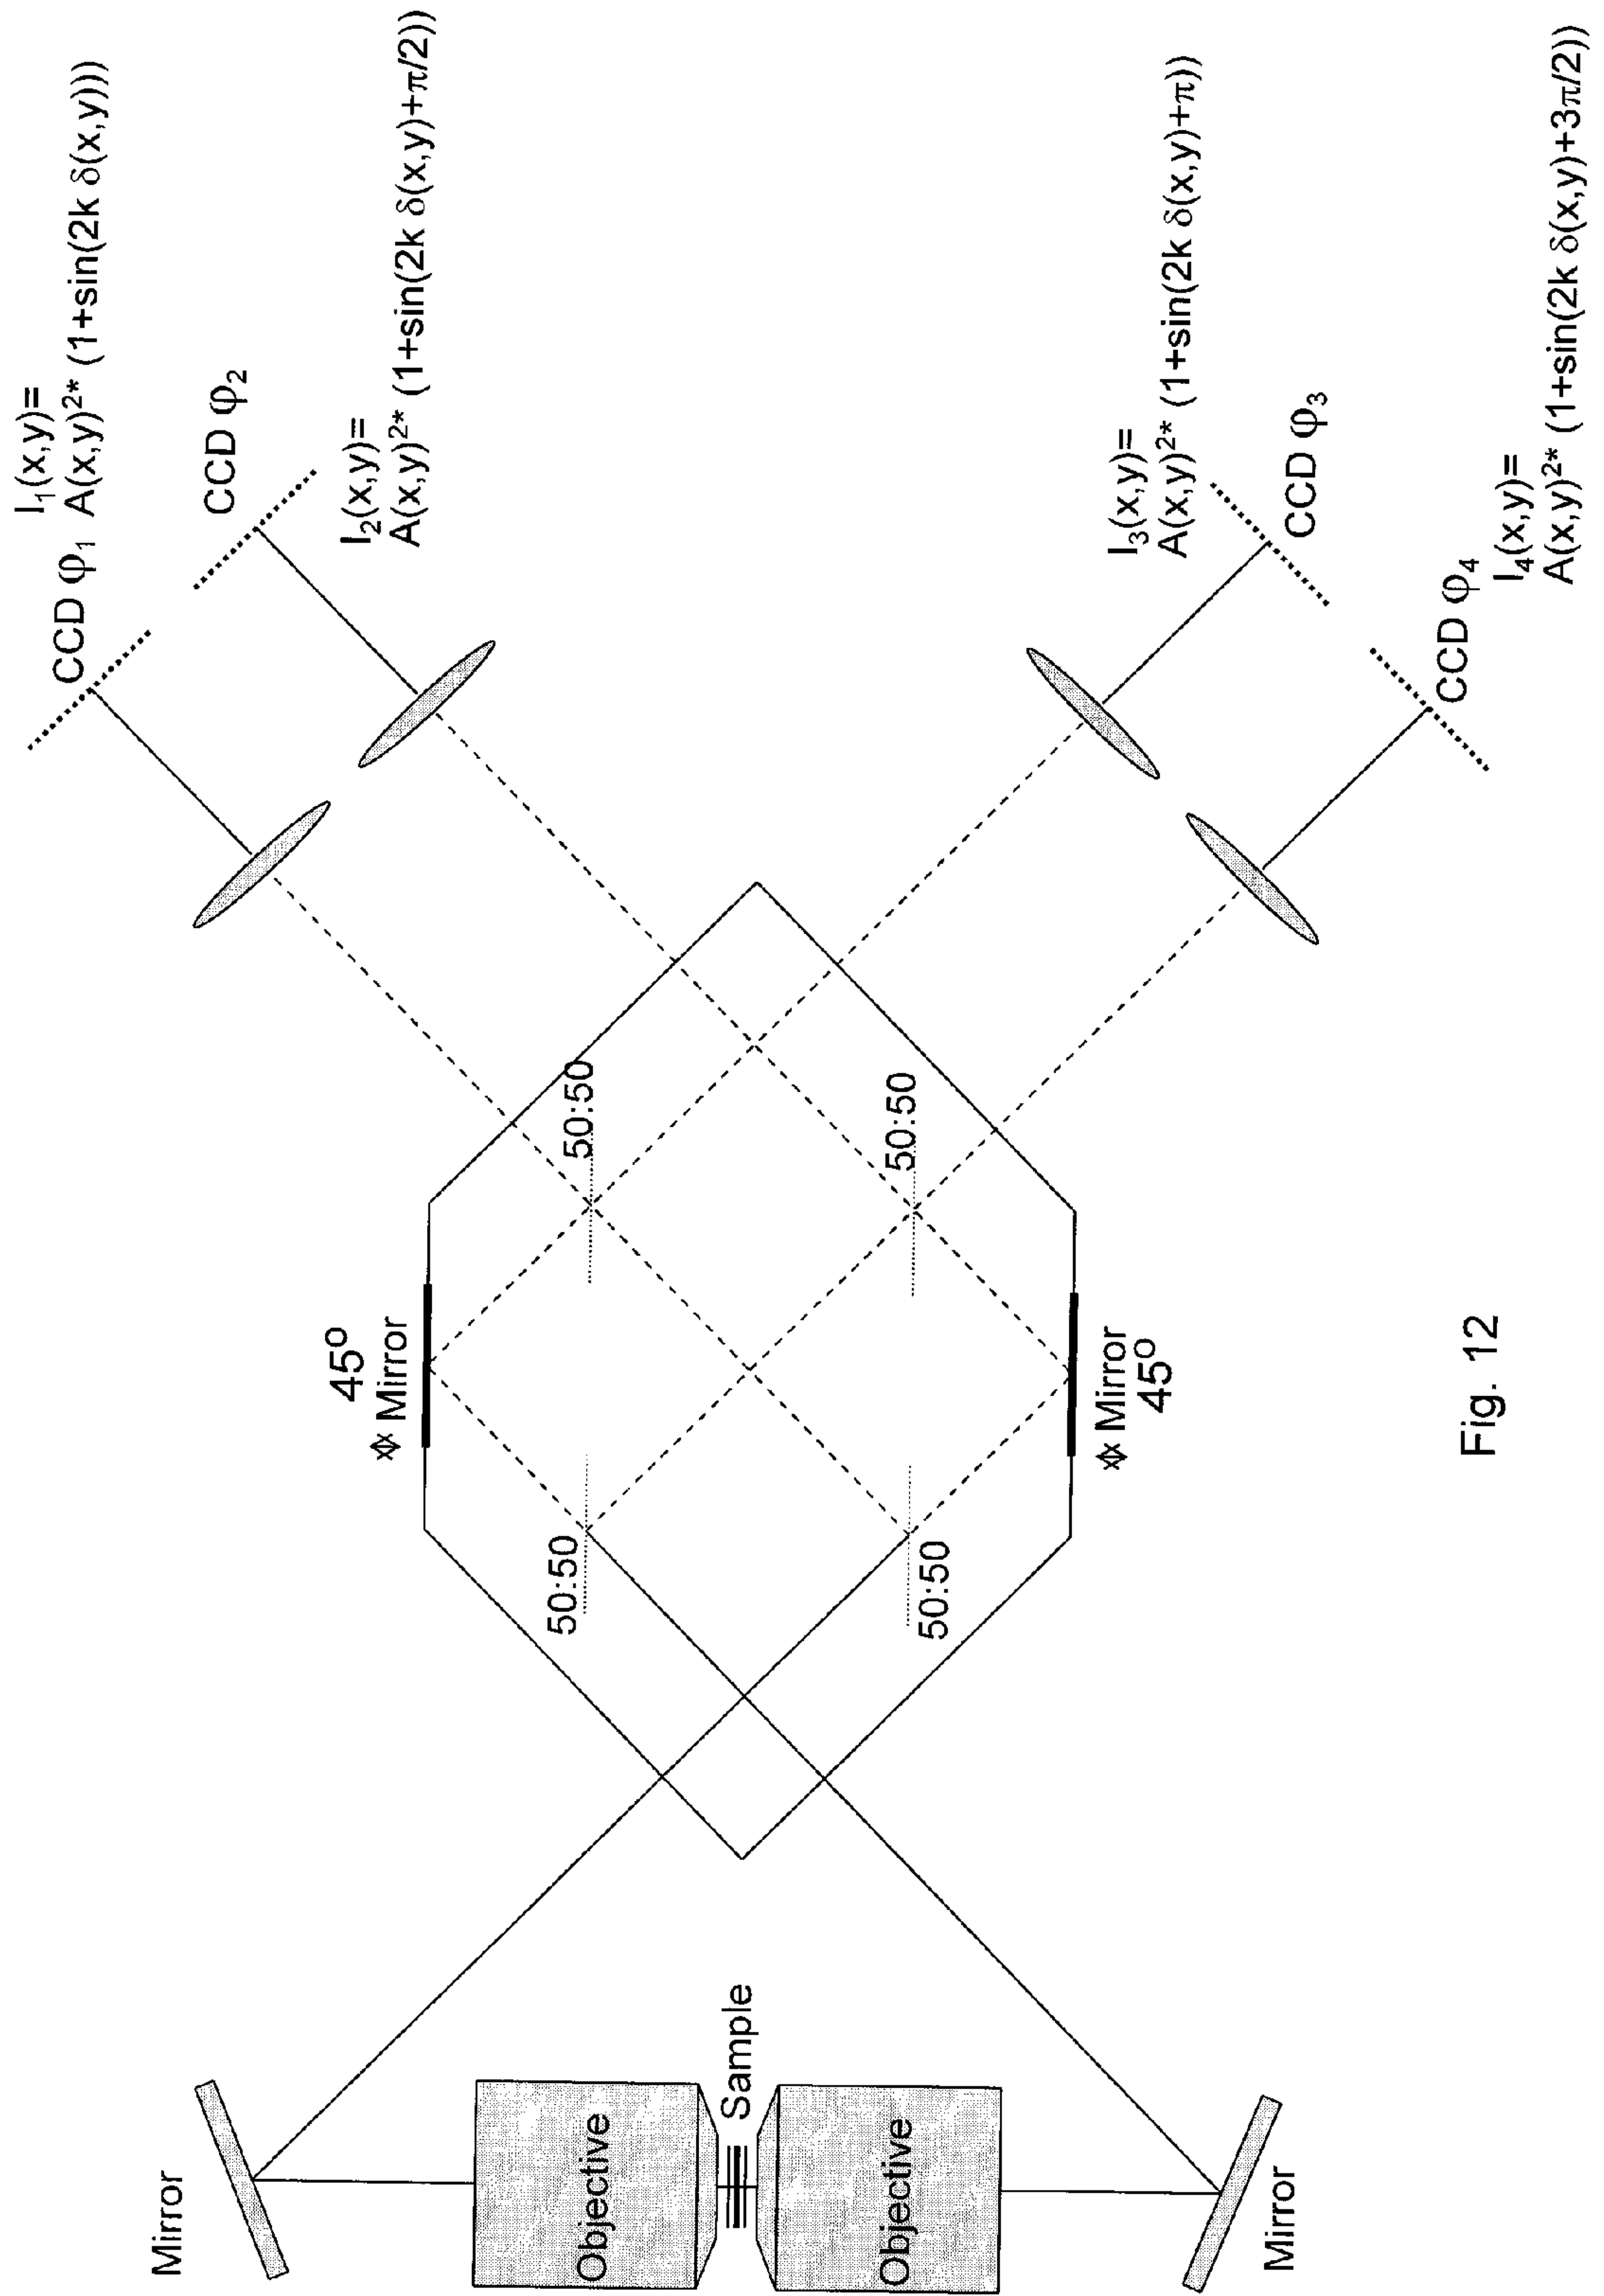 I₁(x,y)=
CCD φ₁ A(x,y)²* (1+sin(2k δ(x,y)))
CCD φ₂
I₂(x,y)=
A(x,y)²* (1+sin(2k δ(x,y)+π/2))
45°
Mirror
50:50
50:50
Mirror
Objective
Sample
Objective
Mirror
50:50
50:50
Mirror
45°
I₃(x,y)=
A(x,y)²* (1+sin(2k δ(x,y)+π))
CCD φ₃
CCD φ₄
I₄(x,y)=
A(x,y)²* (1+sin(2k δ(x,y)+3π/2))
Fig. 12